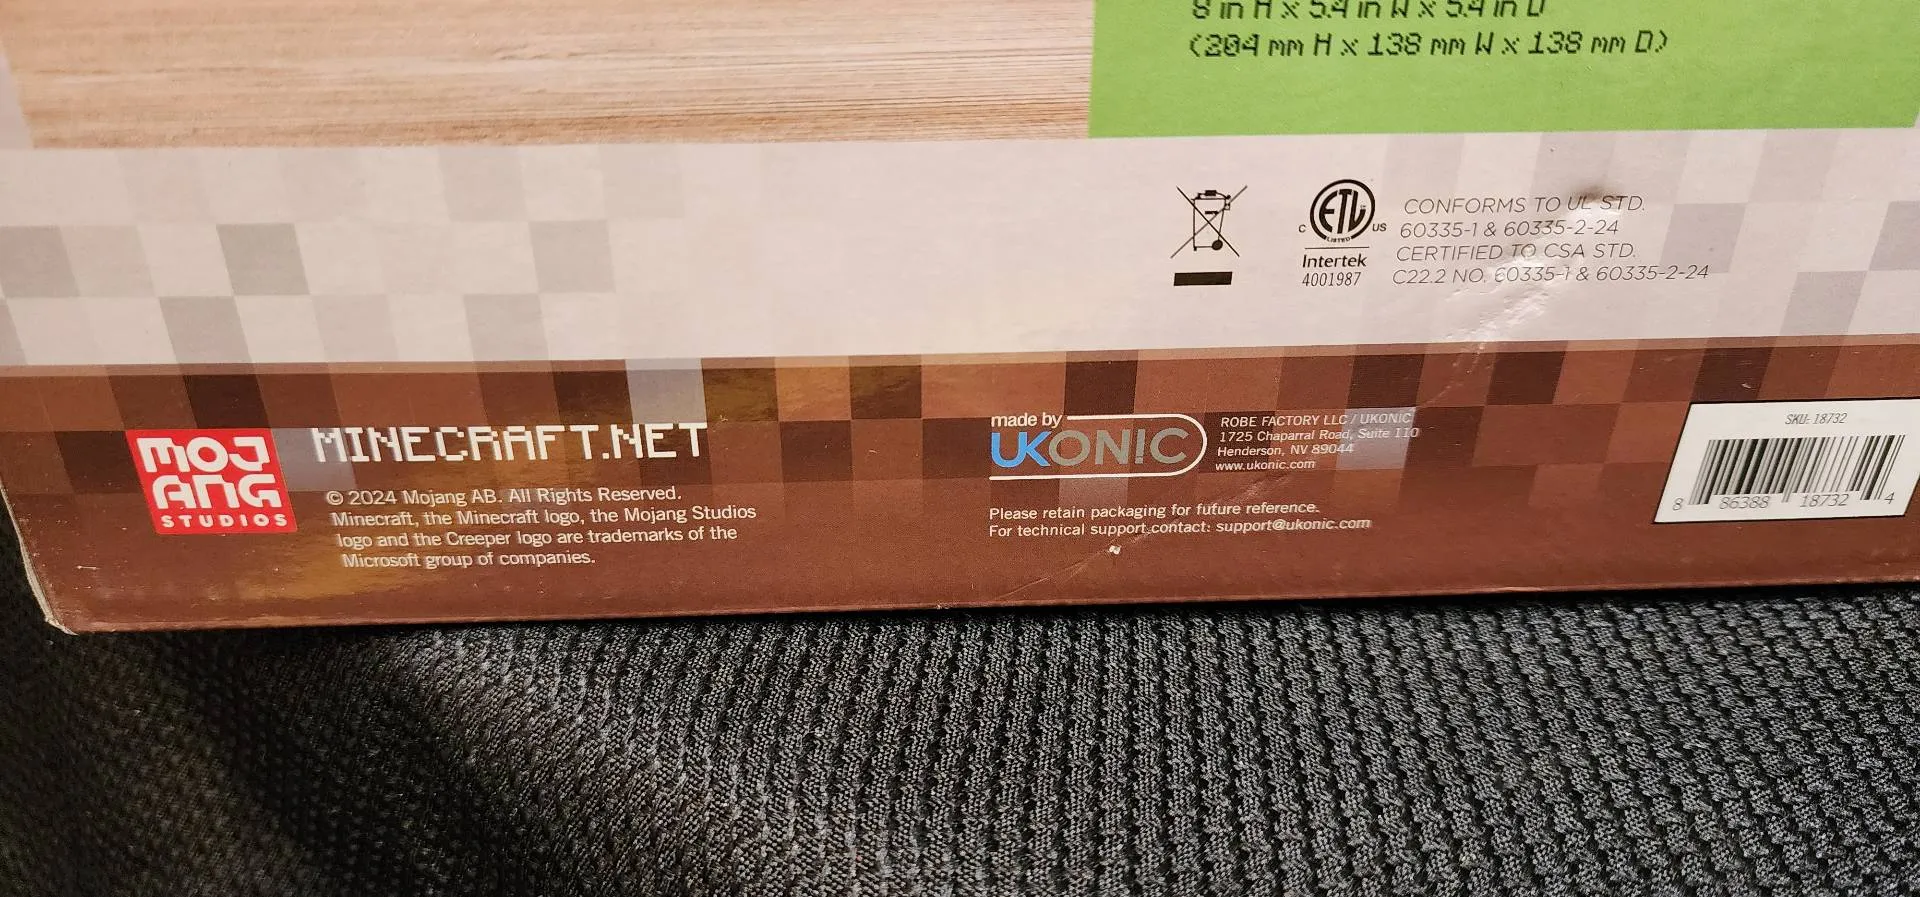 8 in H x 5.4 in W x 5.4 in D
(204 mm H x 138 mm W x 138 mm D)
C ETL US
LISTED
Intertek
4001987
CONFORMS TO UL STD.
60335-1 & 60335-2-24
CERTIFIED TO CSA STD.
C22.2 NO. 60335-1 & 60335-2-24
MOJ
ANG
STUDIOS
MINECRAFT.NET
© 2024 Mojang AB. All Rights Reserved.
Minecraft, the Minecraft logo, the Mojang Studios
logo and the Creeper logo are trademarks of the
Microsoft group of companies.
made by
UKONIC
ROBE FACTORY LLC / UKONIC
1725 Chaparral Road, Suite 110
Henderson, NV 89044
www.ukonic.com
Please retain packaging for future reference.
For technical support contact: support@ukonic.com
SKU: 18732
8 86388 18732 4